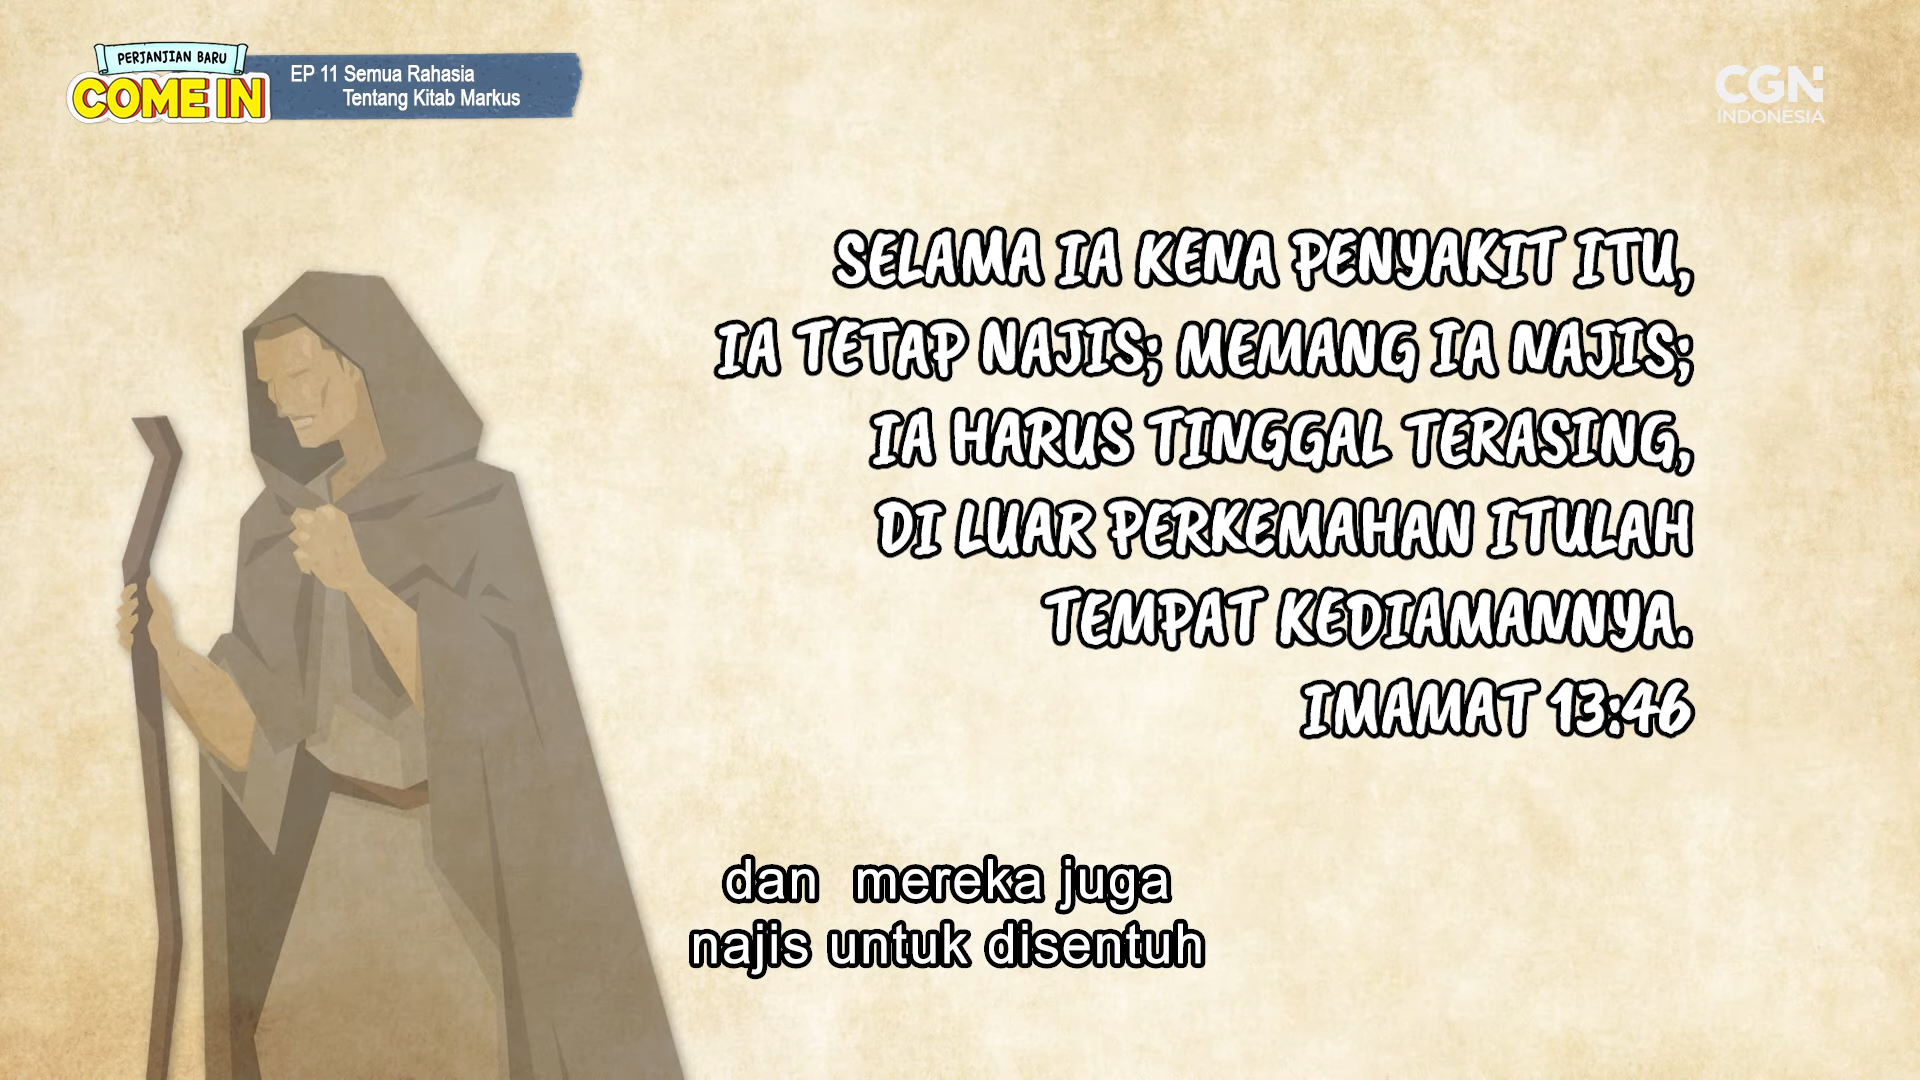 PERJANJIAN BARU
COME IN
EP 11 Semua Rahasia
Tentang Kitab Markus
CGN
INDONESIA
SELAMA IA KENA PENYAKIT ITU,
IA TETAP NAJIS; MEMANG IA NAJIS;
IA HARUS TINGGAL TERASING,
DI LUAR PERKEMAHAN ITULAH
TEMPAT KEDIAMANNYA.
IMAMAT 13:46
dan mereka juga
najis untuk disentuh